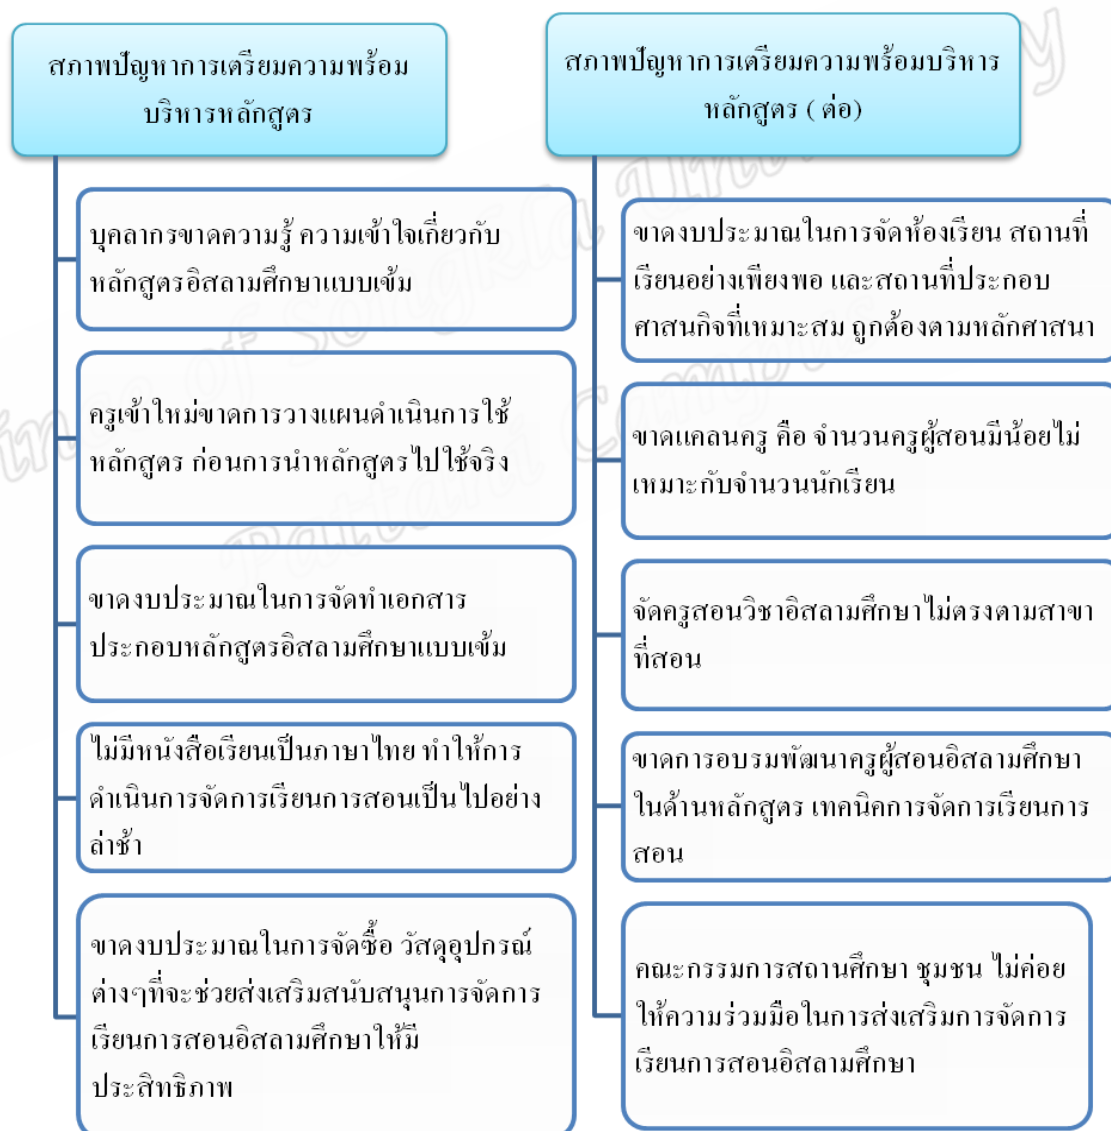 สภาพปัญหาการเตรียมความพร้อม
บริหารหลักสูตร
บุคลากรขาดความรู้ ความเข้าใจเกี่ยวกับ
หลักสูตรอิสลามศึกษาแบบเข้ม
ครูเข้าใหม่ขาดการวางแผนดำเนินการใช้
หลักสูตร ก่อนการนำหลักสูตรไปใช้จริง
ขาดงบประมาณในการจัดทำเอกสาร
ประกอบหลักสูตรอิสลามศึกษาแบบเข้ม
ไม่มีหนังสือเรียนเป็นภาษาไทย ทำให้การ
ดำเนินการจัดการเรียนการสอนเป็นไปอย่าง
ล่าช้า
ขาดงบประมาณในการจัดซื้อ วัสดุอุปกรณ์
ต่างๆที่จะช่วยส่งเสริมสนับสนุนการจัดการ
เรียนการสอนอิสลามศึกษาให้มี
ประสิทธิภาพ
สภาพปัญหาการเตรียมความพร้อมบริหาร
หลักสูตร ( ต่อ)
ขาดงบประมาณในการจัดห้องเรียน สถานที่
เรียนอย่างเพียงพอ และสถานที่ประกอบ
ศาสนกิจที่เหมาะสม ถูกต้องตามหลักศาสนา
ขาดแคลนครู คือ จำนวนครูผู้สอนมีน้อยไม่
เหมาะกับจำนวนนักเรียน
จัดครูสอนวิชาอิสลามศึกษาไม่ตรงตามสาขา
ที่สอน
ขาดการอบรมพัฒนาครูผู้สอนอิสลามศึกษา
ในด้านหลักสูตร เทคนิคการจัดการเรียนการ
สอน
คณะกรรมการสถานศึกษา ชุมชน ไม่ค่อย
ให้ความร่วมมือในการส่งเสริมการจัดการ
เรียนการสอนอิสลามศึกษา
of Songkla
Pattani Campus